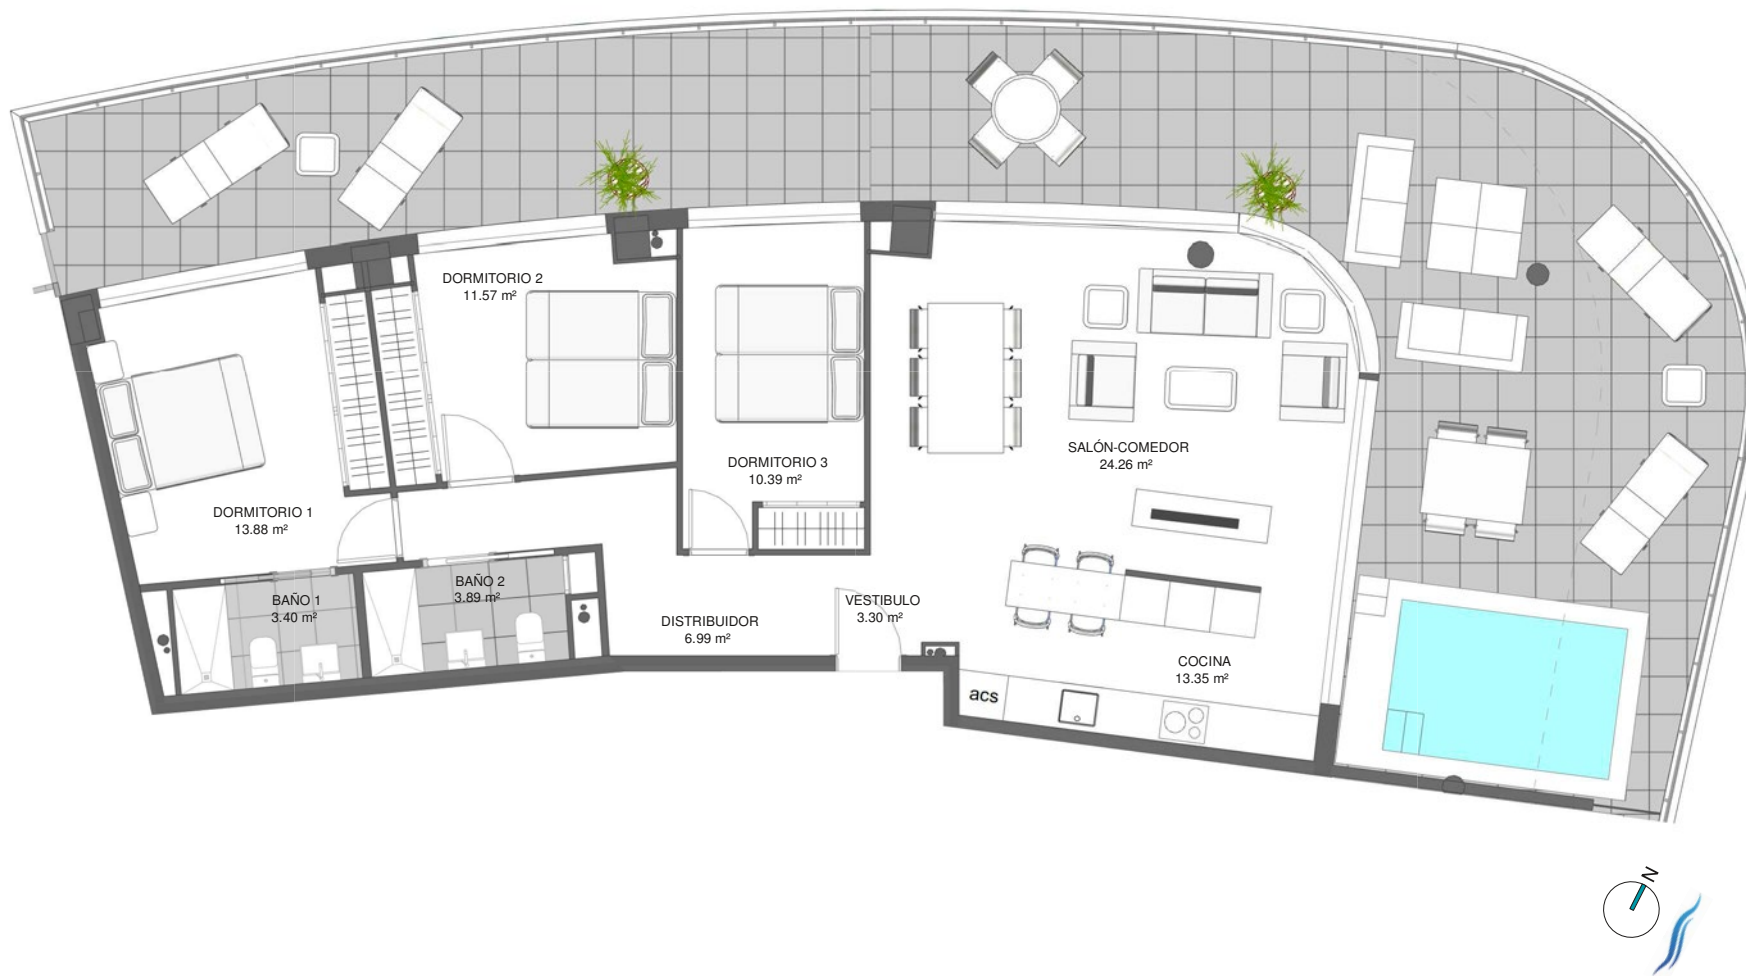 DORMITORIO 2
11.57 m²
DORMITORIO 3
10.39 m²
SALÓN-COMEDOR
24.26 m²
DORMITORIO 1
13.88 m²
BAÑO 1
3.40 m²
BAÑO 2
3.89 m²
DISTRIBUIDOR
6.99 m²
VESTIBULO
3.30 m²
COCINA
13.35 m²
acs
N